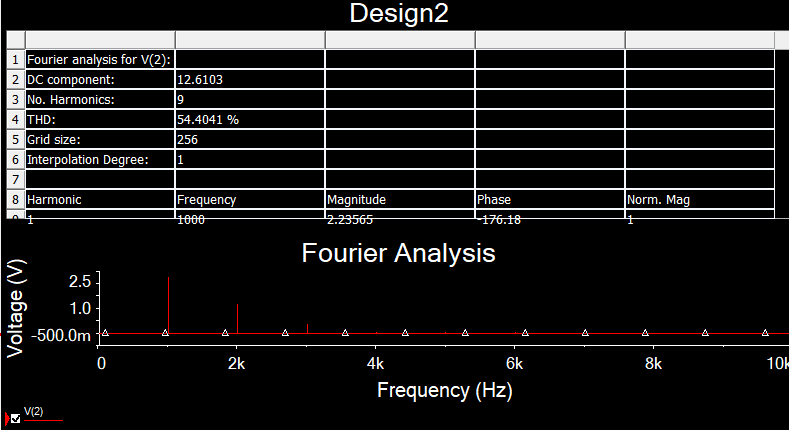 Design2
1 Fourier analysis for V(2):
2 DC component: 12.6103
3 No. Harmonics: 9
4 THD: 54.4041 %
5 Grid size: 256
6 Interpolation Degree: 1
7
8 Harmonic Frequency Magnitude Phase Norm. Mag
9 1 1000 2.23565 -176.18 1
Fourier Analysis
Voltage (V)
2.5
1.0
-500.0m
0 2k 4k 6k 8k 10k
Frequency (Hz)
V(2)